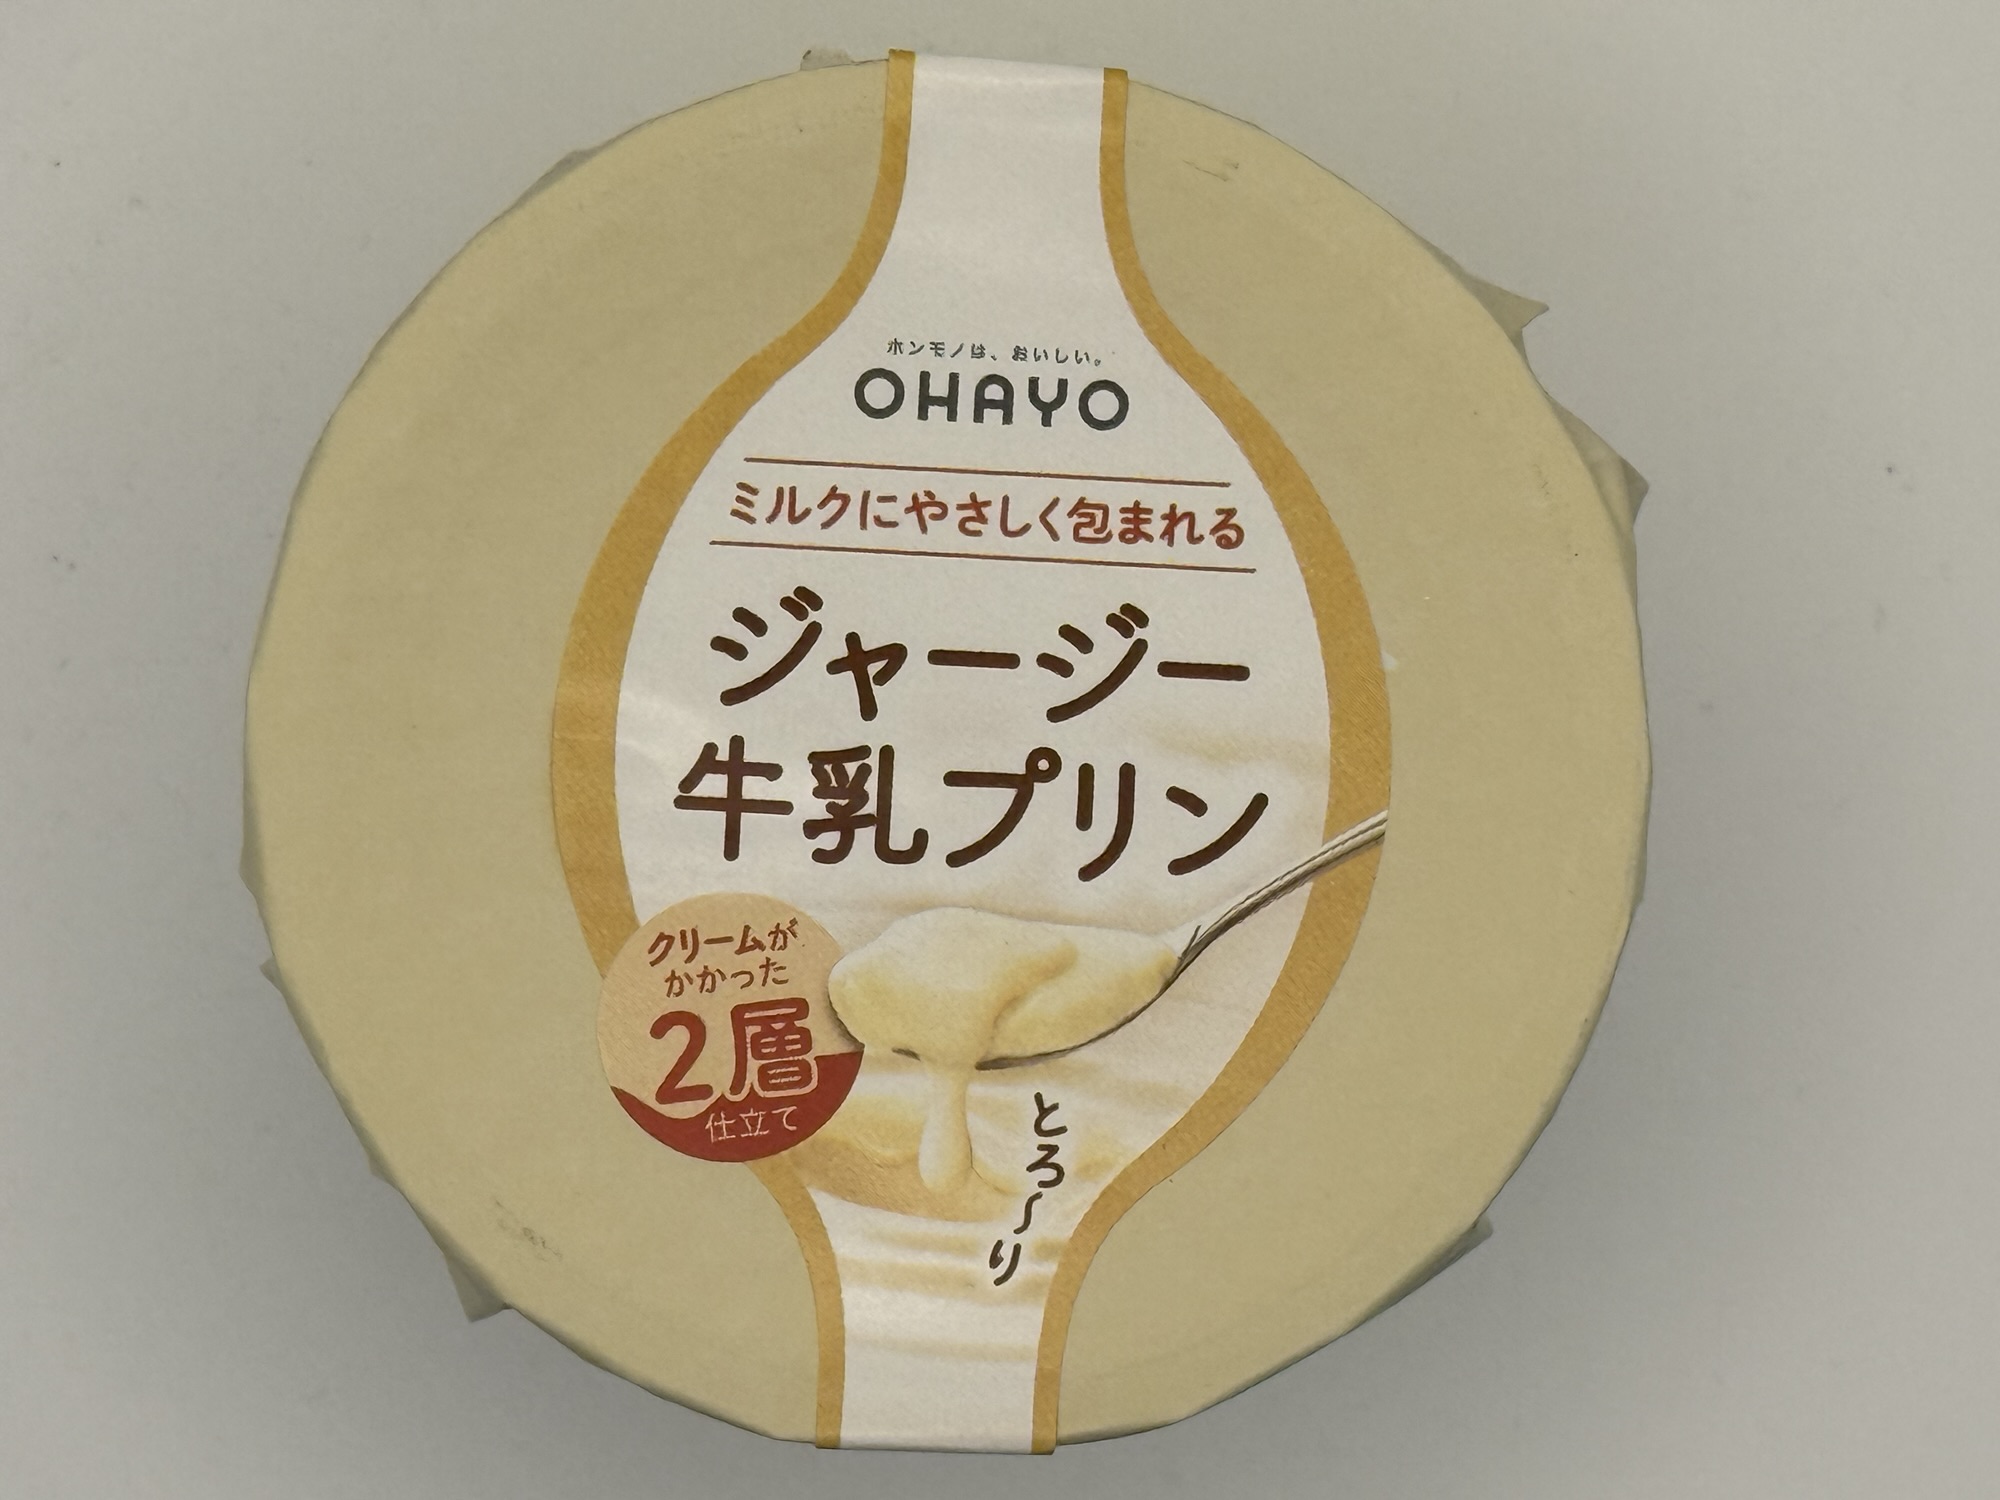 ホンモノは、おいしい。
OHAYO
ミルクにやさしく包まれる
ジャージー
牛乳プリン
クリームが
かかった
2層
仕立て
とろ〜り